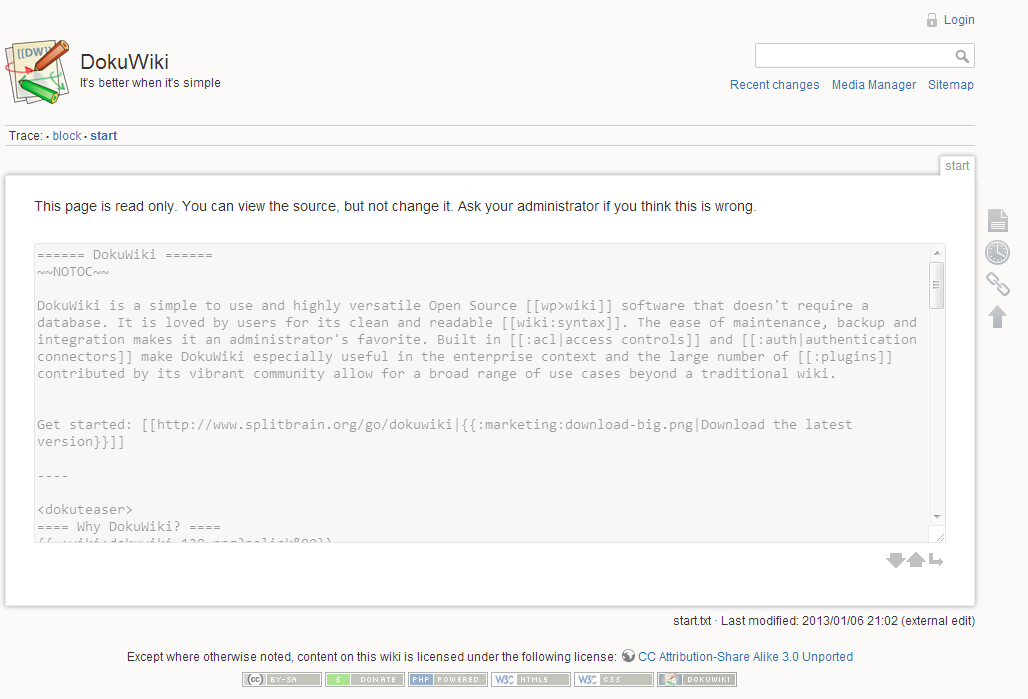 Login
[[DW]]
DokuWiki
It's better when it's simple
Recent changes Media Manager Sitemap
Trace: • block • start
start
This page is read only. You can view the source, but not change it. Ask your administrator if you think this is wrong.
====== DokuWiki ======
~~NOTOC~~
DokuWiki is a simple to use and highly versatile Open Source [[wp>wiki]] software that doesn't require a
database. It is loved by users for its clean and readable [[wiki:syntax]]. The ease of maintenance, backup and
integration makes it an administrator's favorite. Built in [[:acl|access controls]] and [[:auth|authentication
connectors]] make DokuWiki especially useful in the enterprise context and the large number of [[:plugins]]
contributed by its vibrant community allow for a broad range of use cases beyond a traditional wiki.
Get started: [[http://www.splitbrain.org/go/dokuwiki|{{:marketing:download-big.png|Download the latest
version}}]]
----
<dokuteaser>
==== Why DokuWiki? ====
{{ :wiki:dokuwiki-128.png?nolink&80}}
start.txt · Last modified: 2013/01/06 21:02 (external edit)
Except where otherwise noted, content on this wiki is licensed under the following license: CC Attribution-Share Alike 3.0 Unported
cc BY-SA $ DONATE PHP POWERED W3C HTML5 W3C CSS DOKUWIKI